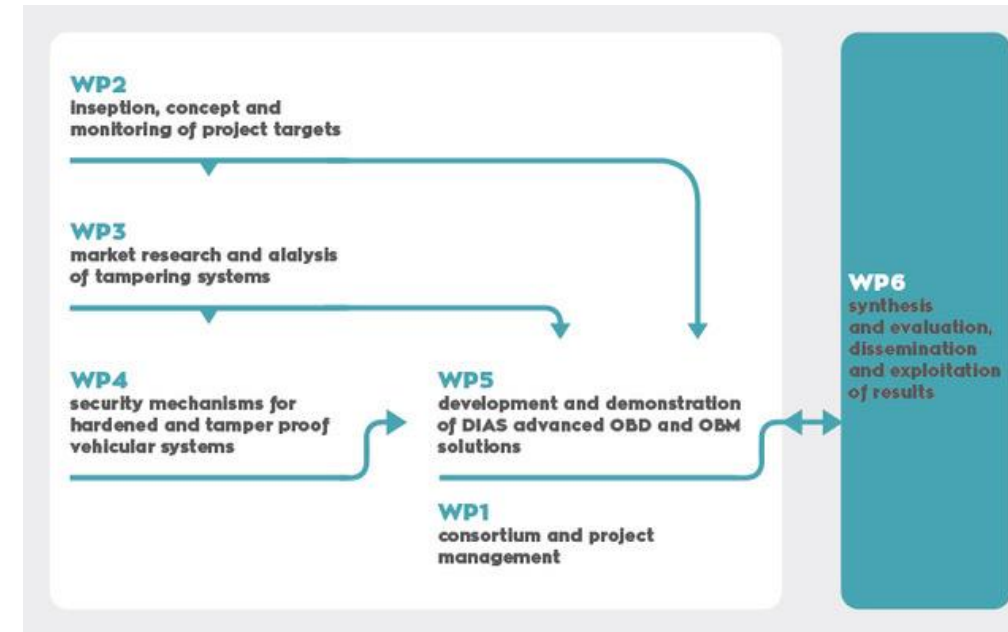 WP2
inseption, concept and
monitoring of project targets
WP3
market research and alalysis
of tampering systems
WP4
security mechanisms for
hardened and tamper proof
vehicular systems
WP5
development and demonstration
of DIAS advanced OBD and OBM
solutions
WP1
consortium and project
management
WP6
synthesis
and evaluation,
dissemination
and exploitation
of results